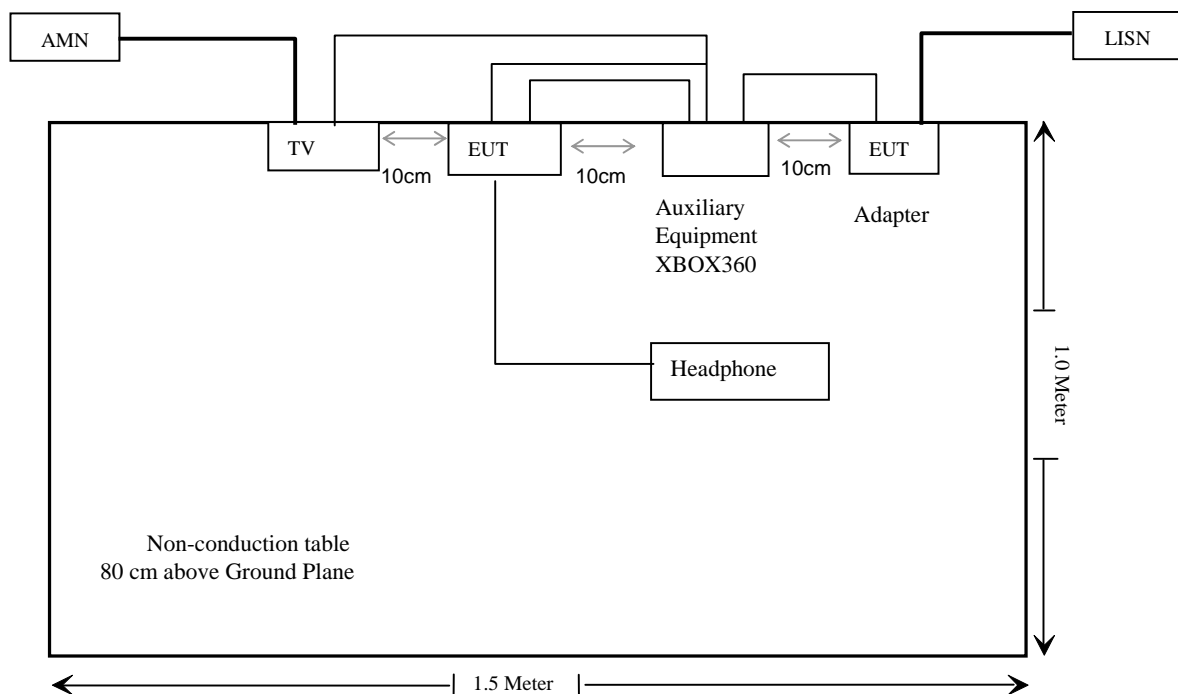 AMN
LISN
TV
EUT
EUT
10cm
10cm
10cm
Auxiliary
Equipment
XBOX360
Adapter
Headphone
1.0 Meter
Non-conduction table
80 cm above Ground Plane
1.5 Meter